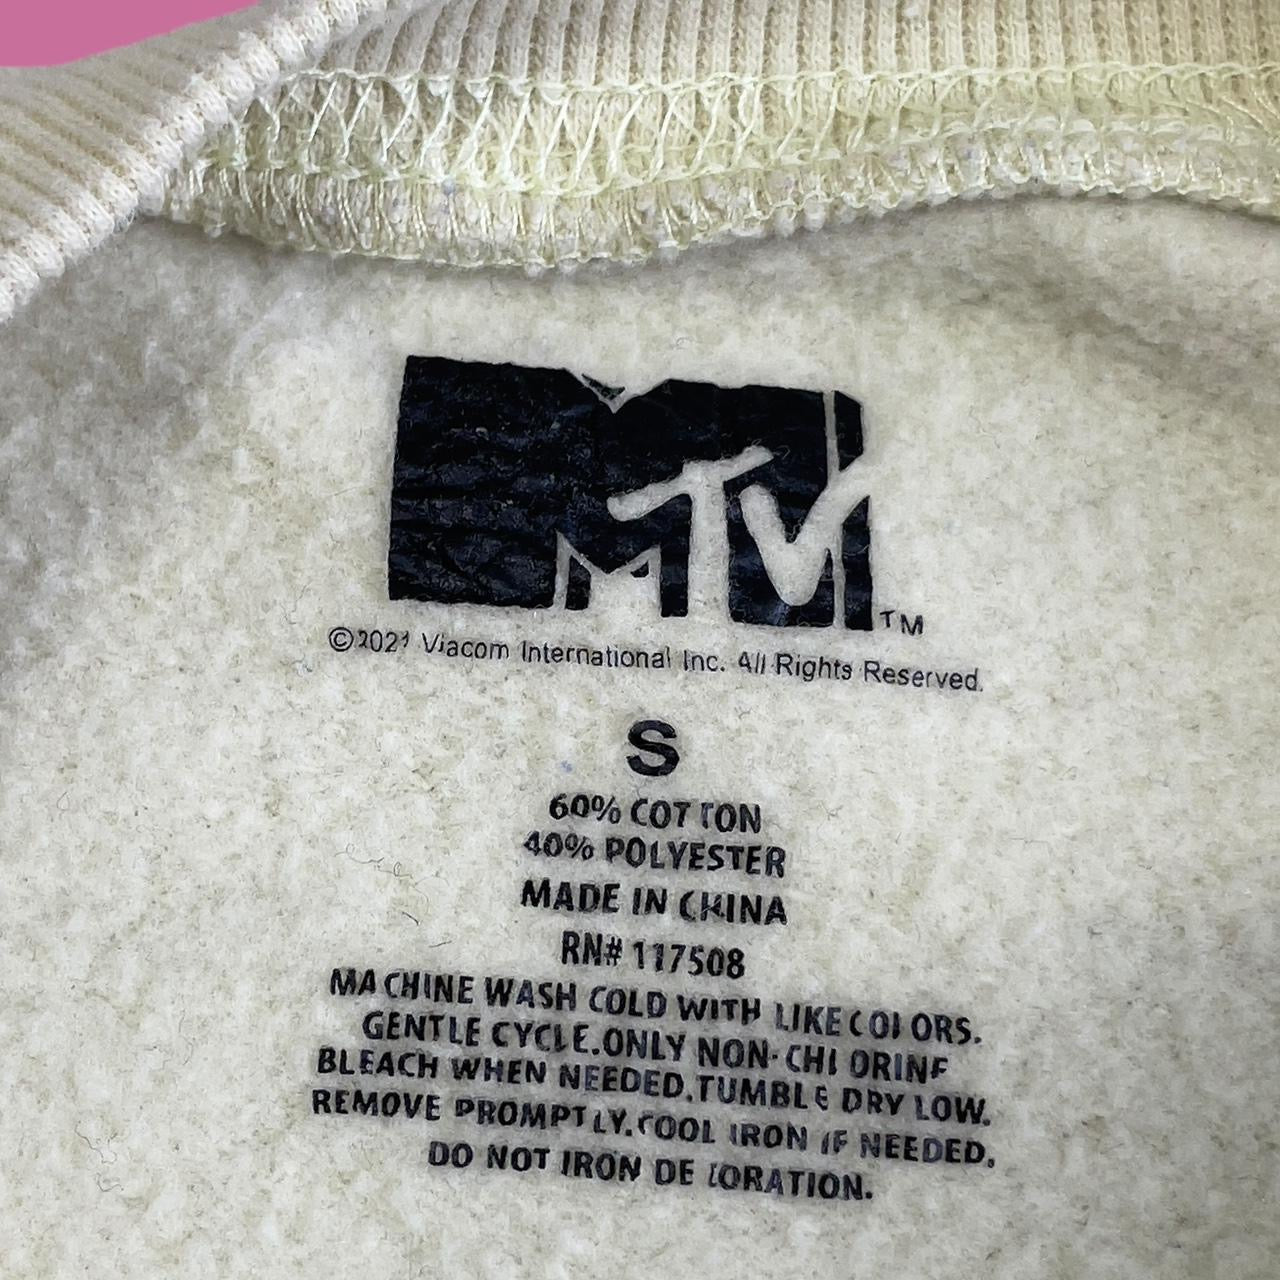 MTV™
©2021 Viacom International Inc. All Rights Reserved.
S
60% COTTON
40% POLYESTER
MADE IN CHINA
RN# 117508
MACHINE WASH COLD WITH LIKE COLORS.
GENTLE CYCLE.ONLY NON-CHLORINE
BLEACH WHEN NEEDED.TUMBLE DRY LOW.
REMOVE PROMPTLY.COOL IRON IF NEEDED.
DO NOT IRON DECORATION.